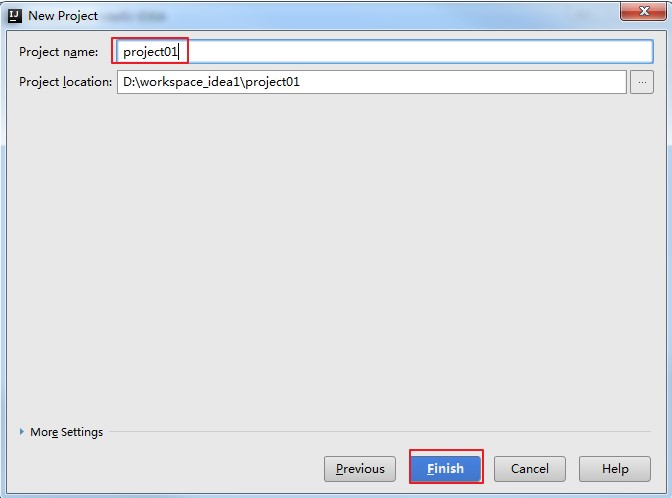 New Project
Project name: project01
Project location: D:\workspace_idea1\project01 ...
More Settings
Previous Finish Cancel Help